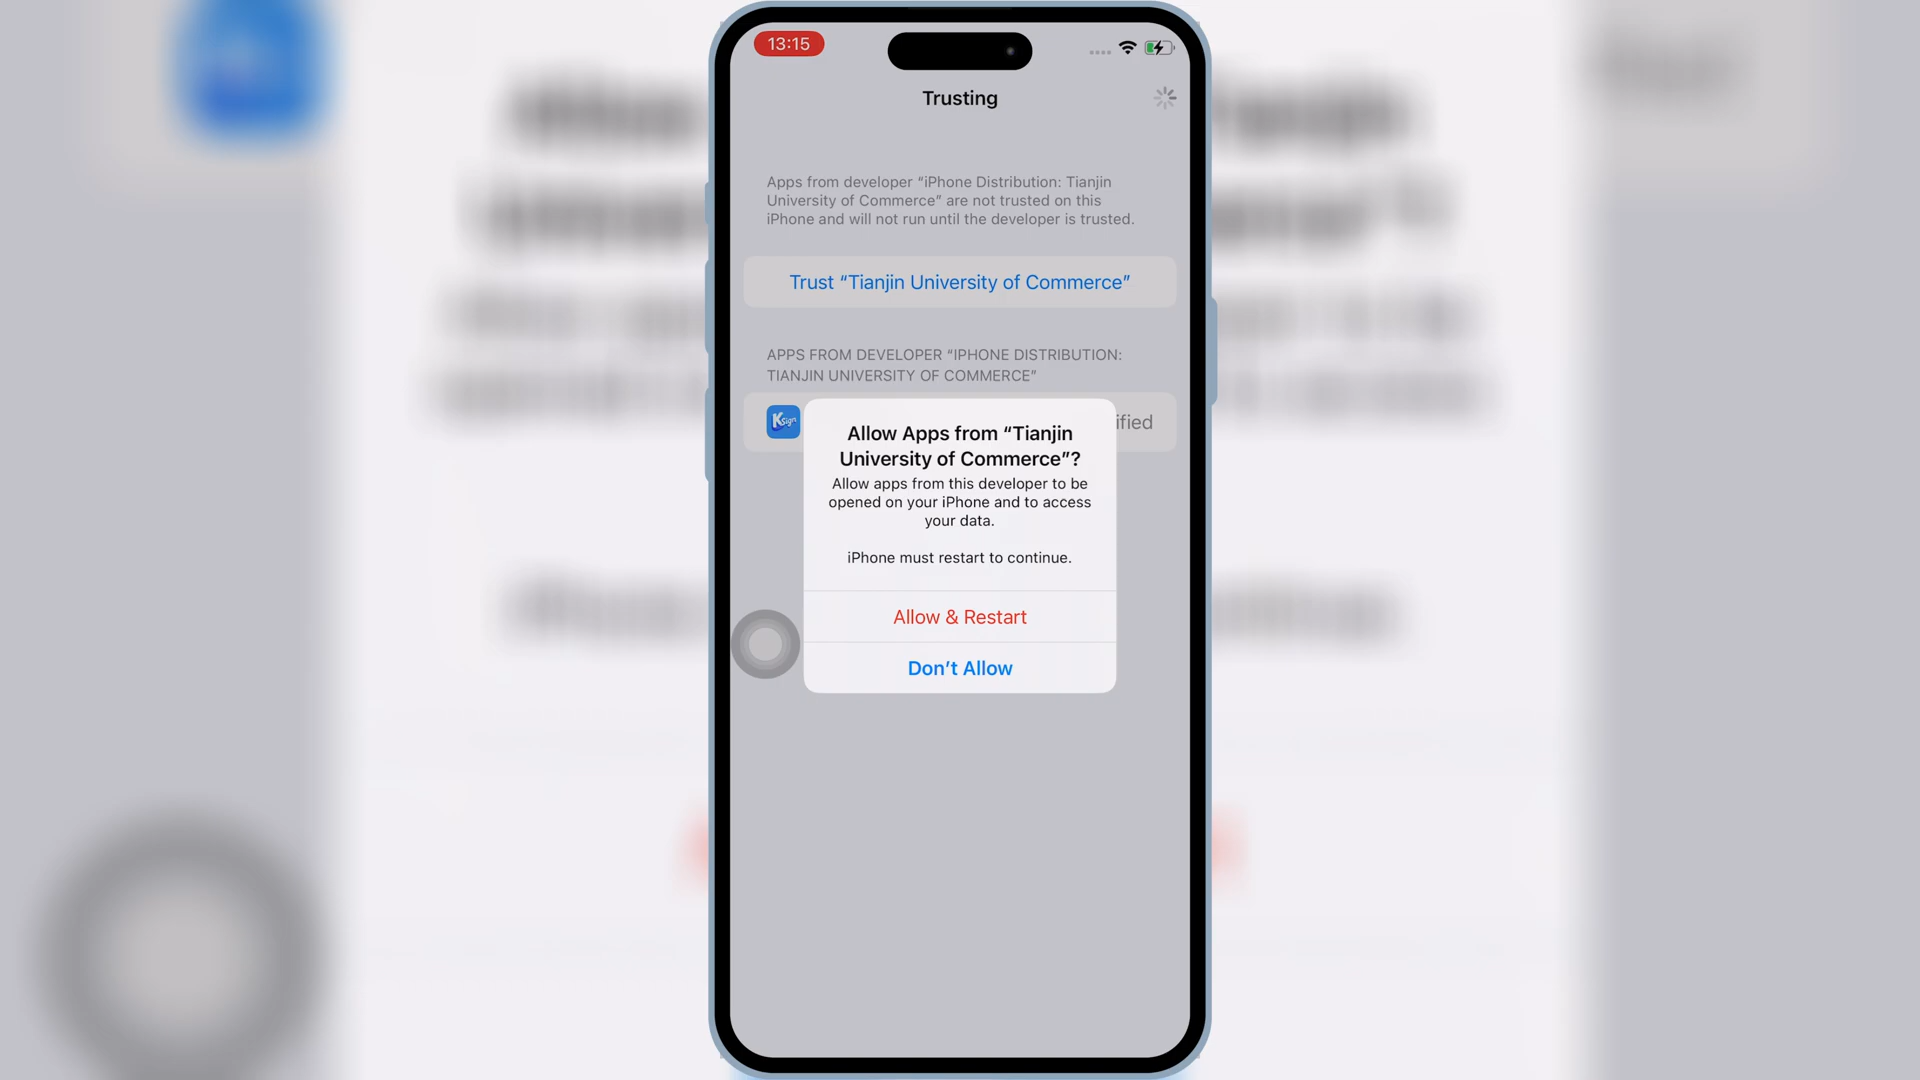 13:15
Trusting
Apps from developer “iPhone Distribution: Tianjin
University of Commerce” are not trusted on this
iPhone and will not run until the developer is trusted.
Trust “Tianjin University of Commerce”
APPS FROM DEVELOPER “IPHONE DISTRIBUTION:
TIANJIN UNIVERSITY OF COMMERCE”
KSign
ified
Allow Apps from “Tianjin
University of Commerce”?
Allow apps from this developer to be
opened on your iPhone and to access
your data.
iPhone must restart to continue.
Allow & Restart
Don’t Allow